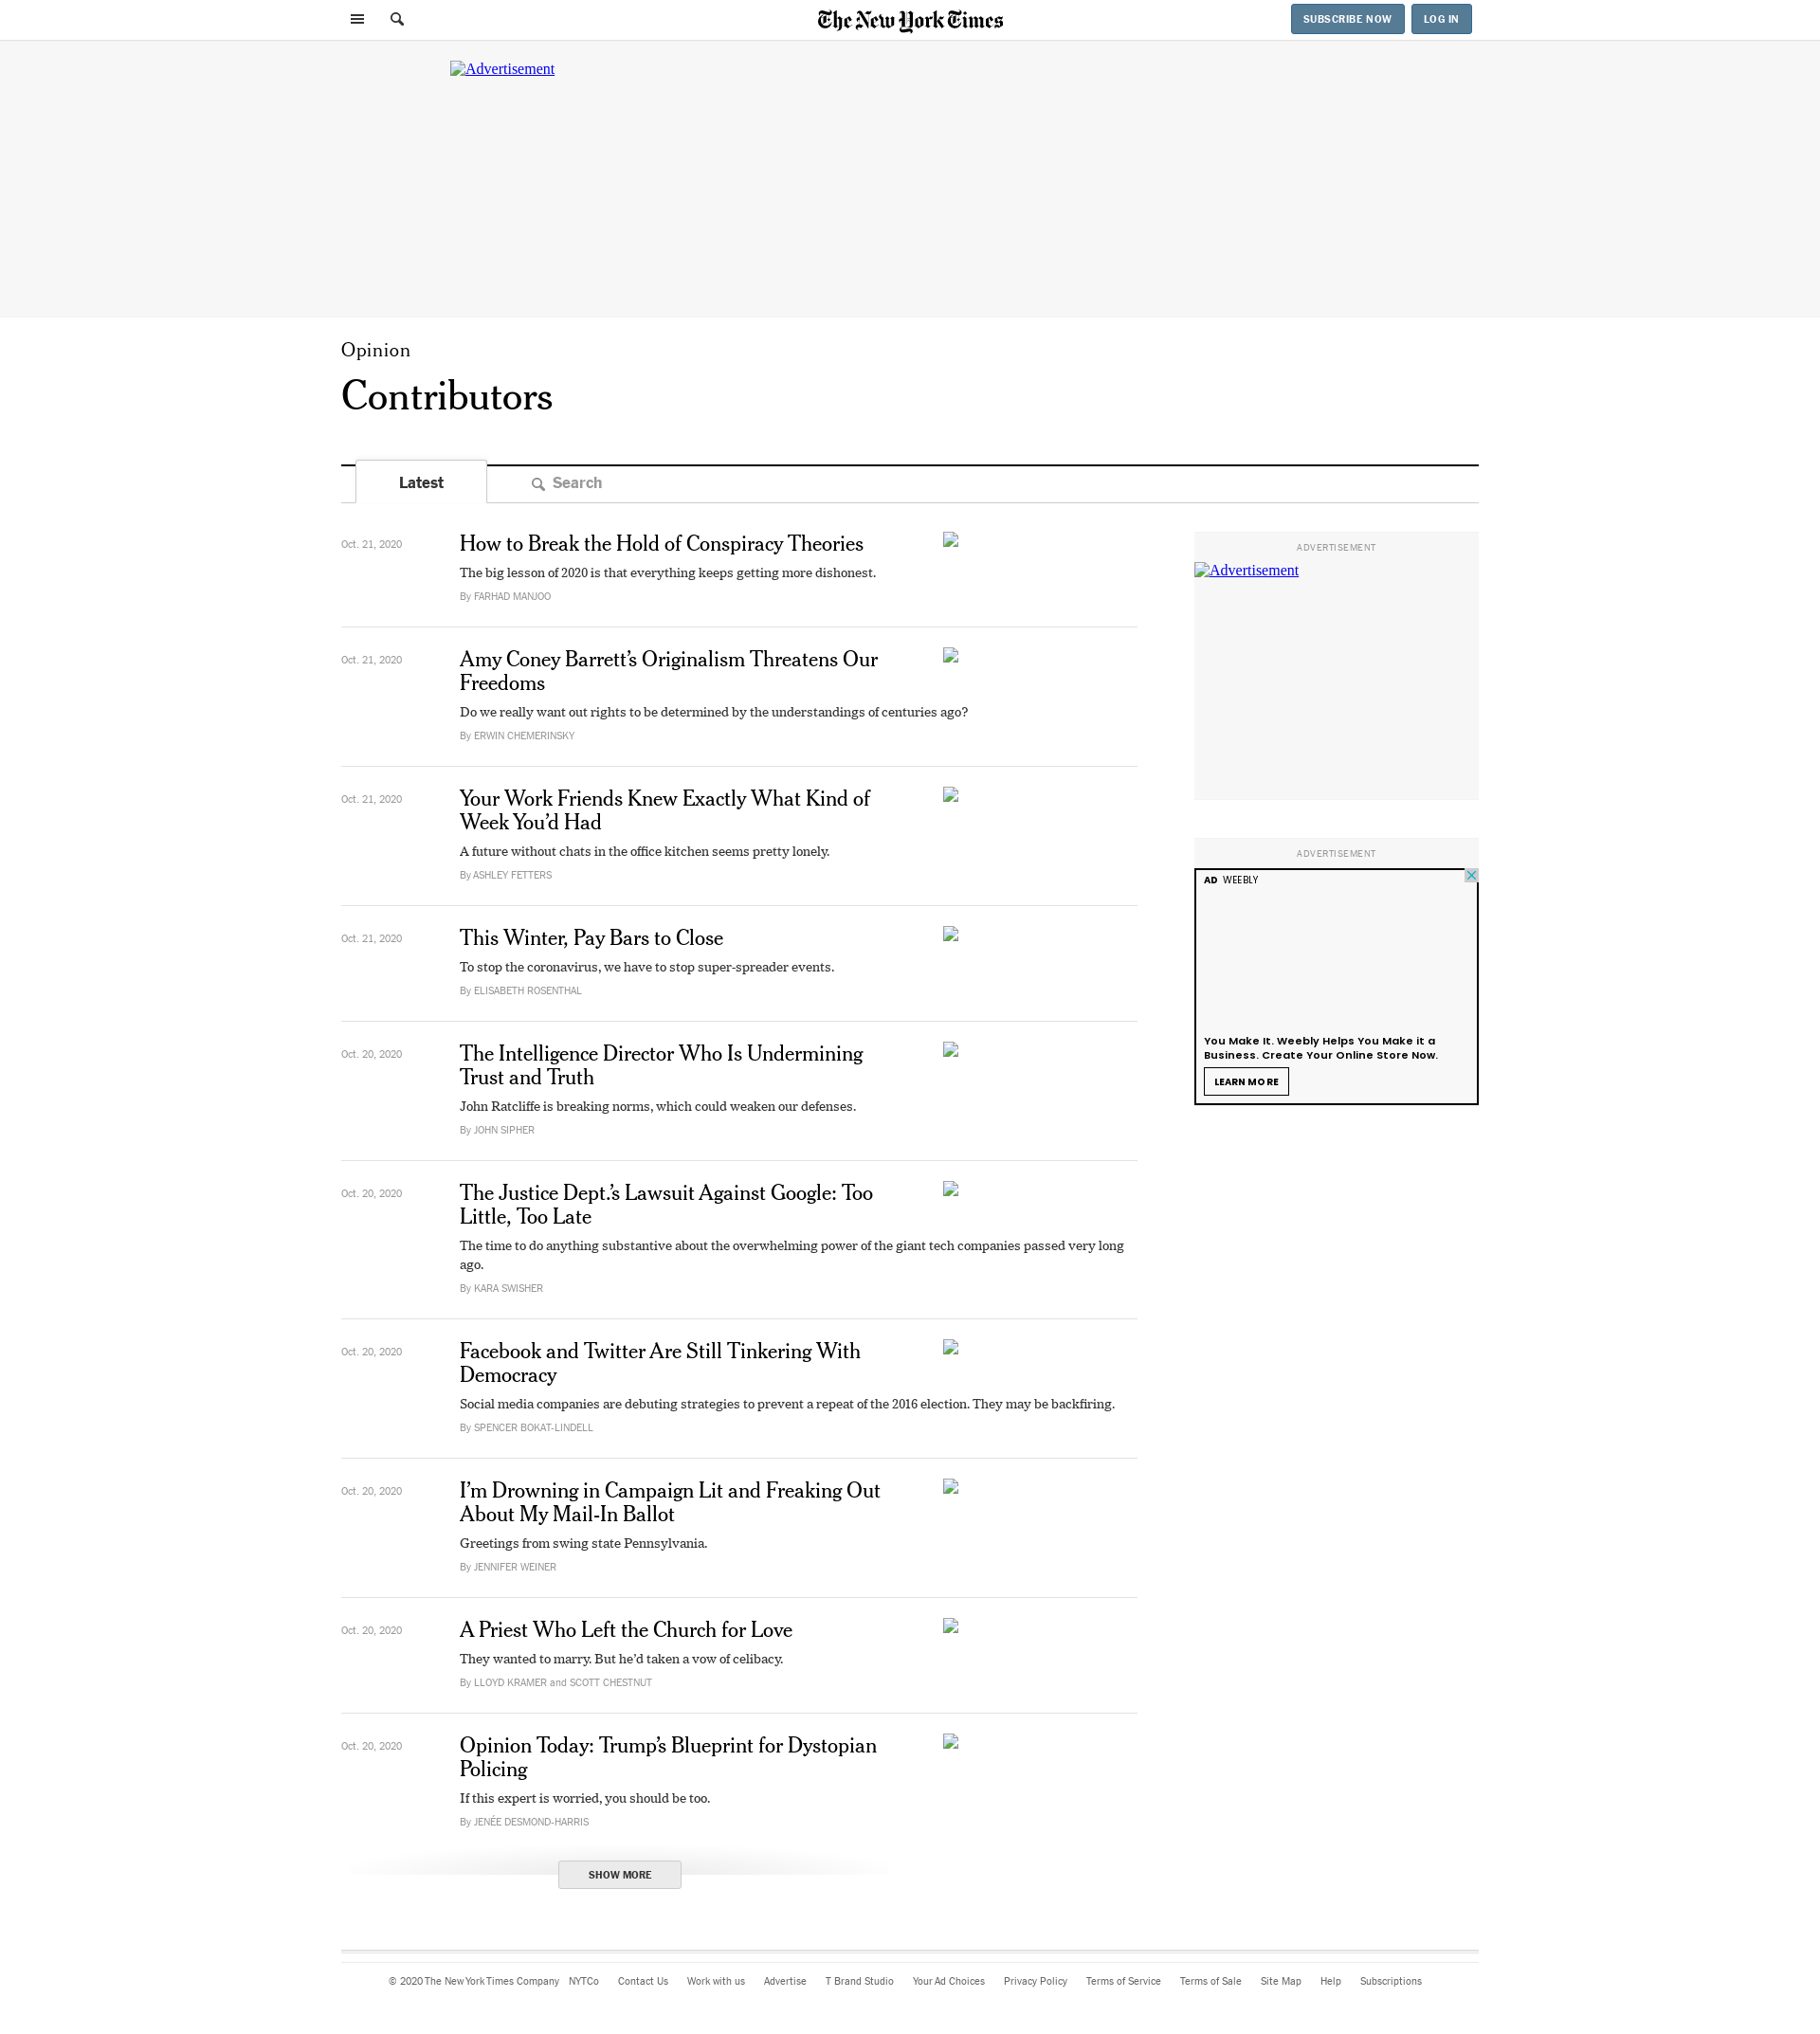 The New York Times
SUBSCRIBE NOW
LOG IN
Advertisement
Opinion
Contributors
Latest
Search
Oct. 21, 2020
How to Break the Hold of Conspiracy Theories
The big lesson of 2020 is that everything keeps getting more dishonest.
By FARHAD MANJOO
Oct. 21, 2020
Amy Coney Barrett’s Originalism Threatens Our
Freedoms
Do we really want out rights to be determined by the understandings of centuries ago?
By ERWIN CHEMERINSKY
Oct. 21, 2020
Your Work Friends Knew Exactly What Kind of
Week You’d Had
A future without chats in the office kitchen seems pretty lonely.
By ASHLEY FETTERS
Oct. 21, 2020
This Winter, Pay Bars to Close
To stop the coronavirus, we have to stop super-spreader events.
By ELISABETH ROSENTHAL
Oct. 20, 2020
The Intelligence Director Who Is Undermining
Trust and Truth
John Ratcliffe is breaking norms, which could weaken our defenses.
By JOHN SIPHER
Oct. 20, 2020
The Justice Dept.’s Lawsuit Against Google: Too
Little, Too Late
The time to do anything substantive about the overwhelming power of the giant tech companies passed very long
ago.
By KARA SWISHER
Oct. 20, 2020
Facebook and Twitter Are Still Tinkering With
Democracy
Social media companies are debuting strategies to prevent a repeat of the 2016 election. They may be backfiring.
By SPENCER BOKAT-LINDELL
Oct. 20, 2020
I’m Drowning in Campaign Lit and Freaking Out
About My Mail-In Ballot
Greetings from swing state Pennsylvania.
By JENNIFER WEINER
Oct. 20, 2020
A Priest Who Left the Church for Love
They wanted to marry. But he’d taken a vow of celibacy.
By LLOYD KRAMER and SCOTT CHESTNUT
Oct. 20, 2020
Opinion Today: Trump’s Blueprint for Dystopian
Policing
If this expert is worried, you should be too.
By JENÉE DESMOND-HARRIS
SHOW MORE
ADVERTISEMENT
Advertisement
ADVERTISEMENT
AD WEEBLY
You Make It. Weebly Helps You Make it a
Business. Create Your Online Store Now.
LEARN MORE
© 2020 The New York Times Company NYTCo Contact Us Work with us Advertise T Brand Studio Your Ad Choices Privacy Policy Terms of Service Terms of Sale Site Map Help Subscriptions